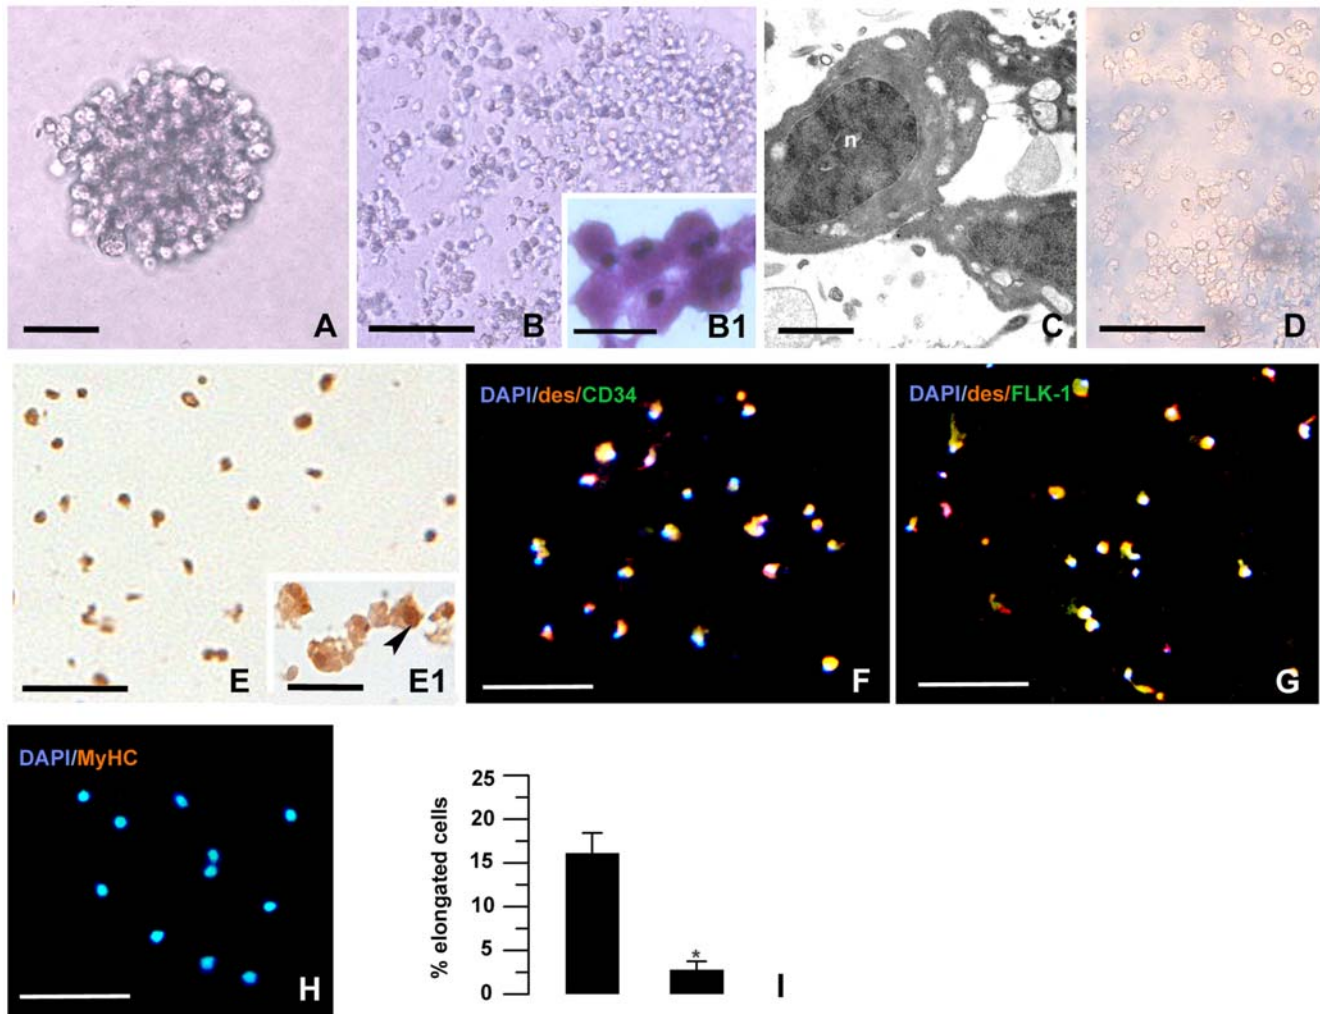 A
B
B1
n
C
D
E
E1
DAPI/des/CD34
F
DAPI/des/FLK-1
G
DAPI/MyHC
H
% elongated cells
25
20
15
10
5
0
*
I